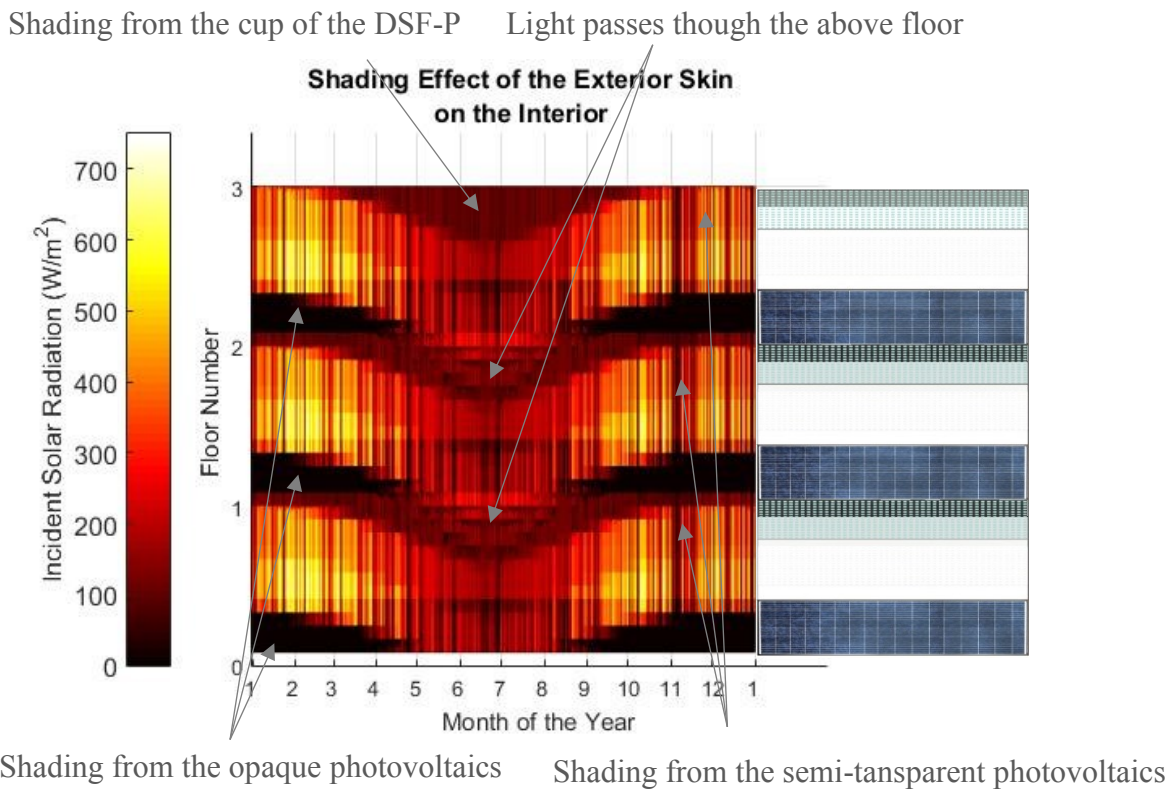 Shading from the cup of the DSF-P
Light passes though the above floor
Shading Effect of the Exterior Skin
on the Interior
Incident Solar Radiation (W/m²)
700
600
500
400
300
200
100
0
Floor Number
3
2
1
0
1 2 3 4 5 6 7 8 9 10 11 12 1
Month of the Year
Shading from the opaque photovoltaics
Shading from the semi-tansparent photovoltaics